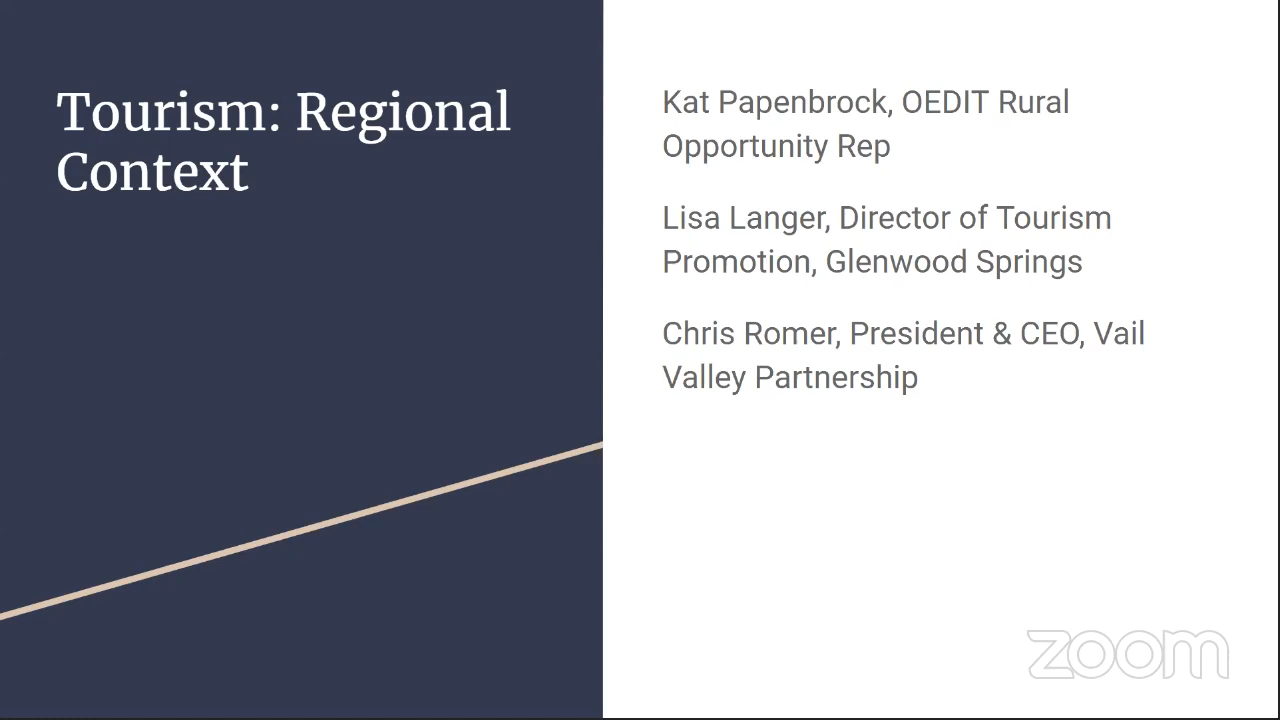 Tourism: Regional
Context
Kat Papenbrock, OEDIT Rural
Opportunity Rep
Lisa Langer, Director of Tourism
Promotion, Glenwood Springs
Chris Romer, President & CEO, Vail
Valley Partnership
zoom